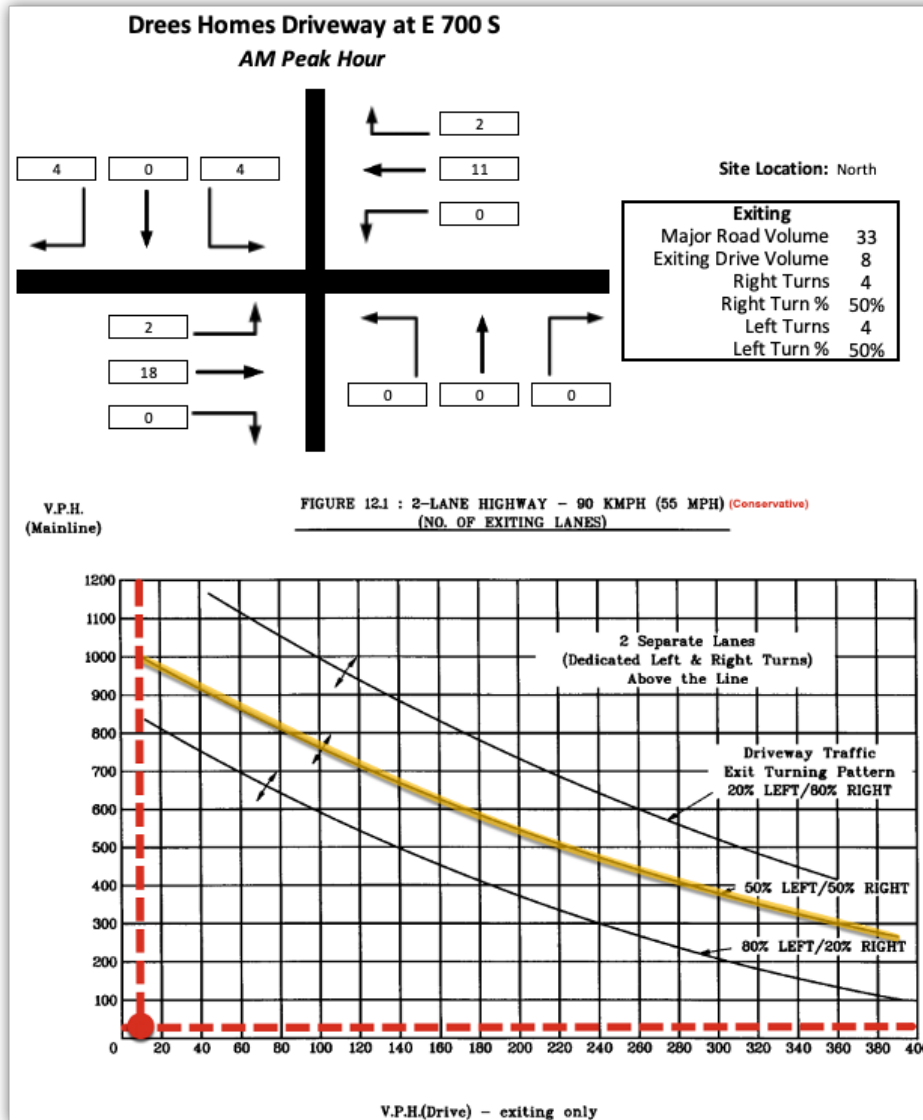 Drees Homes Driveway at E 700 S
AM Peak Hour
2
4 0 4
11
0
Site Location: North
Exiting
Major Road Volume 33
Exiting Drive Volume 8
Right Turns 4
Right Turn % 50%
Left Turns 4
Left Turn % 50%
2
18
0
0 0 0
V.P.H.
(Mainline)
FIGURE 12.1 : 2-LANE HIGHWAY - 90 KMPH (55 MPH) (Conservative)
(NO. OF EXITING LANES)
1200
1100
1000
900
800
700
600
500
400
300
200
100
2 Separate Lanes
(Dedicated Left & Right Turns)
Above the Line
Driveway Traffic
Exit Turning Pattern
20% LEFT/80% RIGHT
50% LEFT/50% RIGHT
80% LEFT/20% RIGHT
0 20 40 60 80 100 120 140 160 180 200 220 240 260 280 300 320 340 360 380 40
V.P.H.(Drive) - exiting only